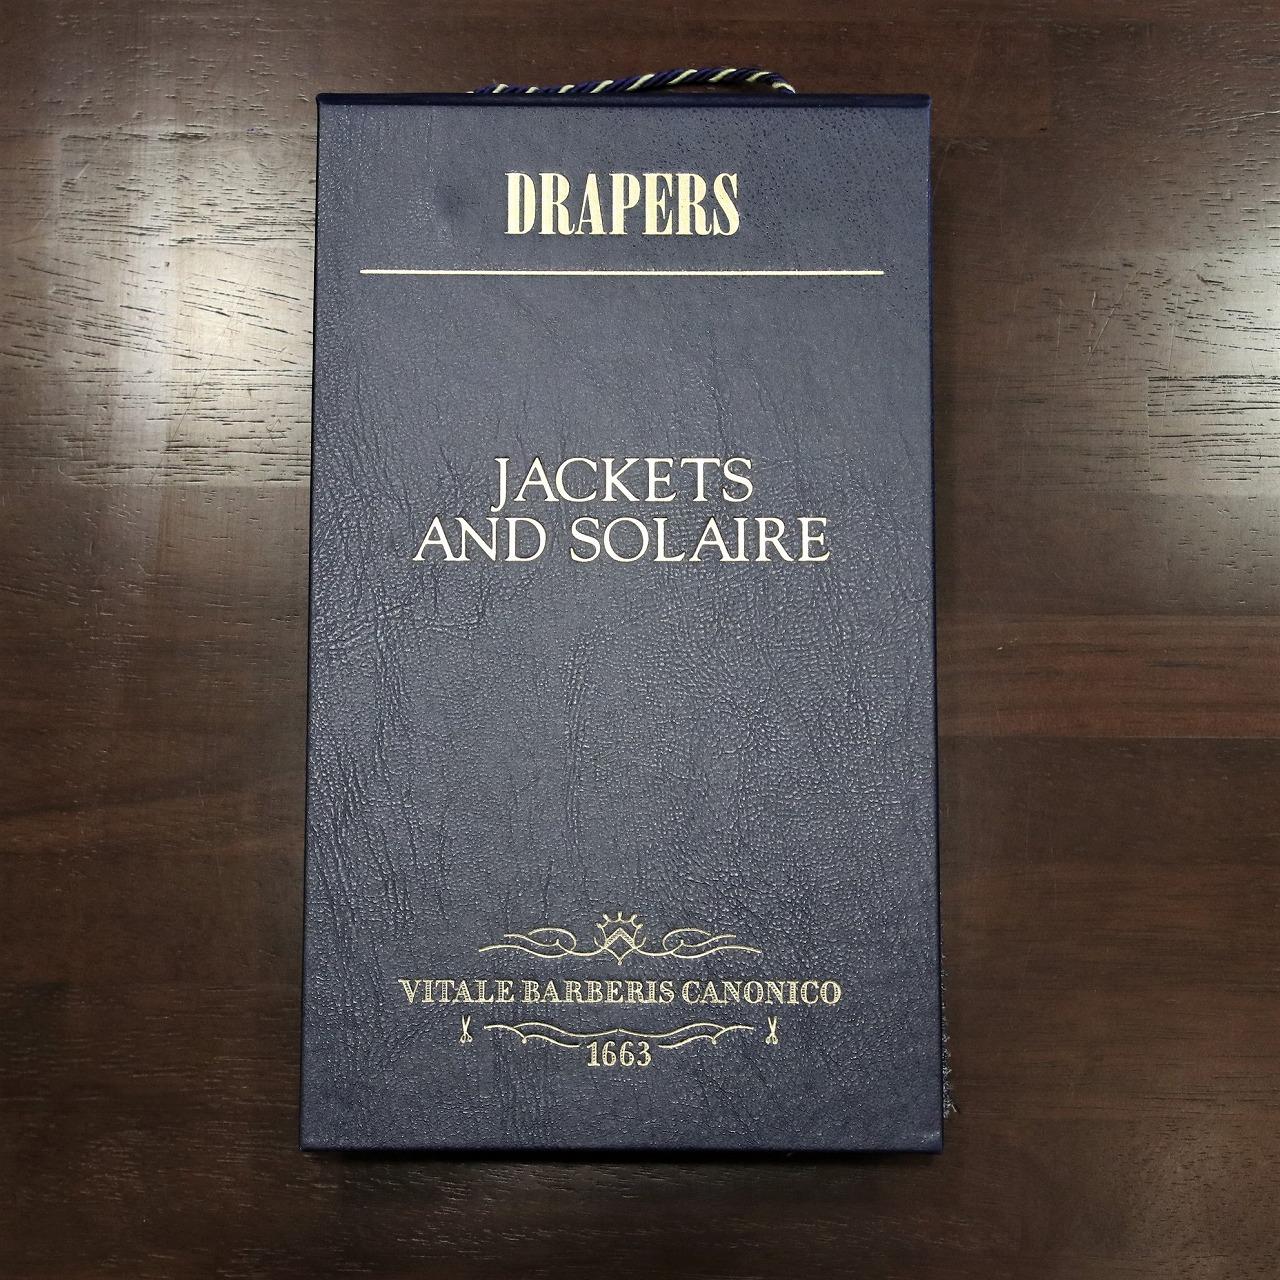 DRAPERS
JACKETS
AND SOLAIRE
VITALE BARBERIS CANONICO
1663